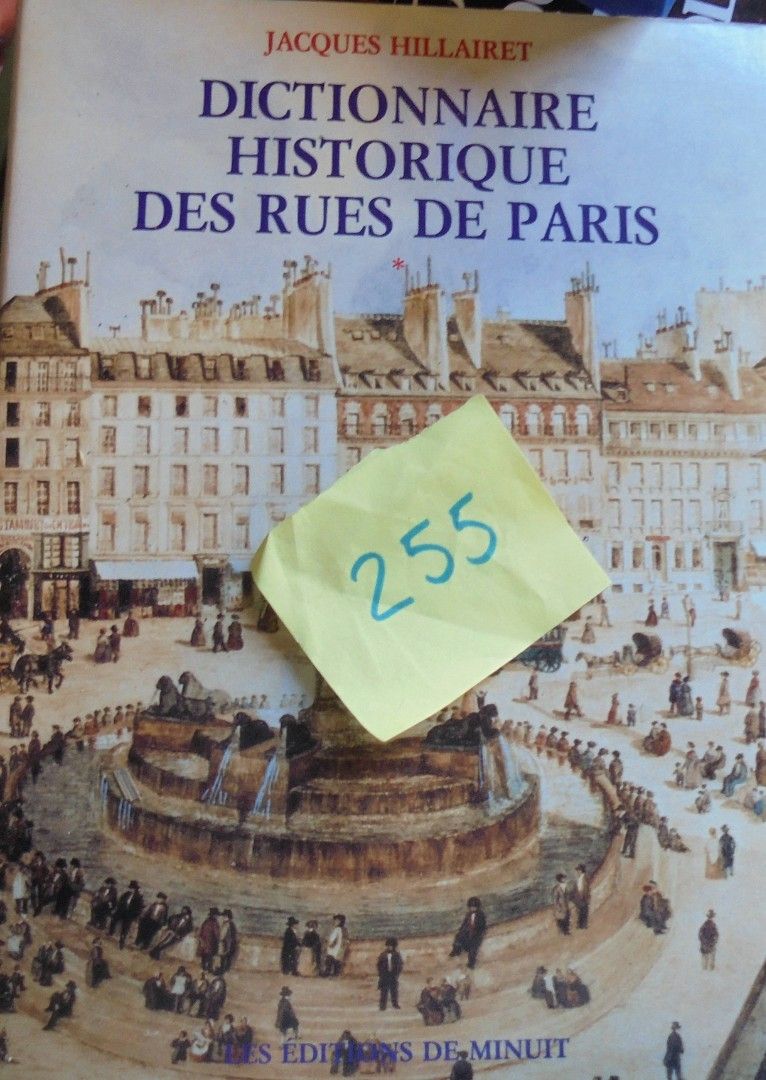 JACQUES HILLAIRET
DICTIONNAIRE
HISTORIQUE
DES RUES DE PARIS
*
255
LES ÉDITIONS DE MINUIT